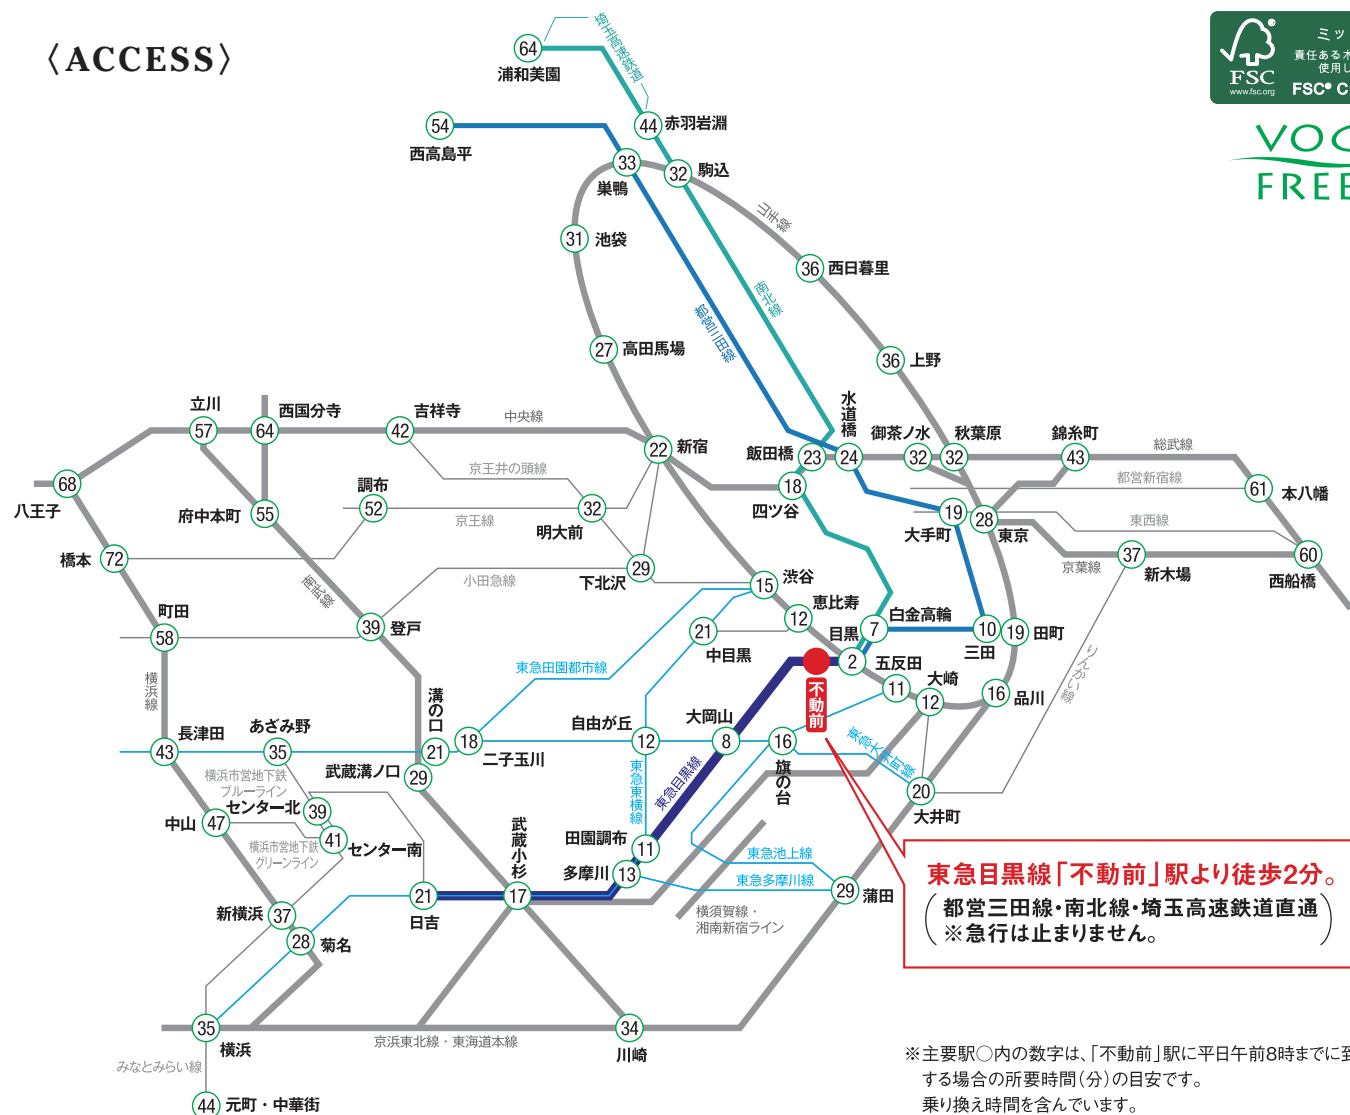 〈ACCESS〉
ミッ
責任ある木
使用し
FSC
www.fsc.org
FSC® C
VOC
FREE
64
浦和美園
埼玉高速鉄道
54
西高島平
44
赤羽岩淵
33
巣鴨
32
駒込
山手線
31
池袋
36
西日暮里
南北線
都営三田線
27
高田馬場
36
上野
立川
57
西国分寺
64
吉祥寺
42
中央線
22
新宿
水道橋
24
飯田橋
23
御茶ノ水
32
秋葉原
32
錦糸町
43
総武線
68
八王子
京王井の頭線
都営新宿線
61
本八幡
18
四ツ谷
府中本町
55
調布
52
京王線
32
明大前
19
大手町
28
東京
東西線
橋本
72
小田急線
29
下北沢
京葉線
37
新木場
60
西船橋
南武線
15
渋谷
町田
58
39
登戸
恵比寿
12
21
中目黒
白金高輪
7
目黒
2
10
三田
19
田町
りんかい線
東急田園都市線
五反田
11
大崎
12
16
品川
不動前
横浜線
溝の口
21
長津田
43
あざみ野
35
18
二子玉川
自由が丘
12
大岡山
8
16
旗の台
東急大井町線
武蔵溝ノ口
29
横浜市営地下鉄
ブルーライン
センター北
39
東急東横線
東急目黒線
20
大井町
中山
47
横浜市営地下鉄
グリーンライン
41
センター南
武蔵小杉
17
田園調布
11
多摩川
13
東急池上線
東急多摩川線
29
蒲田
21
日吉
新横浜
37
28
菊名
横須賀線・
湘南新宿ライン
東急目黒線「不動前」駅より徒歩2分。
(都営三田線・南北線・埼玉高速鉄道直通
※急行は止まりません。)
35
横浜
京浜東北線・東海道本線
34
川崎
みなとみらい線
44
元町・中華街
※主要駅○内の数字は、「不動前」駅に平日午前8時までに至
する場合の所要時間(分)の目安です。
乗り換え時間を含んでいます。